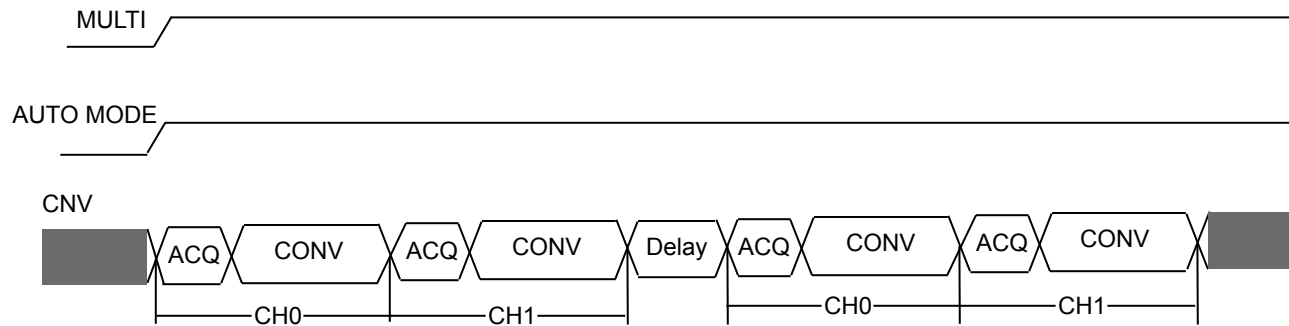 MULTI
AUTO MODE
CNV
ACQ CONV ACQ CONV Delay ACQ CONV ACQ CONV
CH0 CH1 CH0 CH1